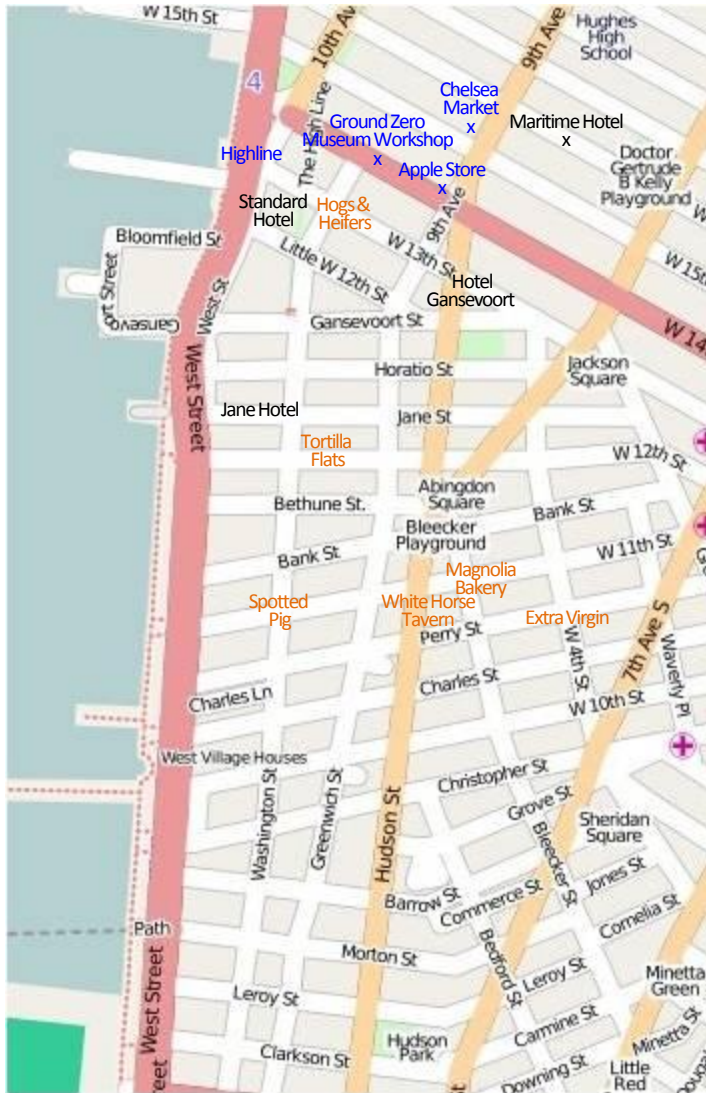 W 15th St
10th Av
9th Ave
Hughes
High
School
4
The High Line
Chelsea
Market
x
Ground Zero
Museum Workshop
x
Maritime Hotel
x
Highline
Apple Store
x
Doctor
Gertrude
B Kelly
Playground
Standard
Hotel
Hogs &
Heifers
9th Ave
Bloomfield St
Little W 12th St
W 13th St
W 15t
Hotel
Gansevoort
West St
Gansevoort St
W 14
West Street
Horatio St
Jackson
Square
Jane Hotel
Jane St
Tortilla
Flats
W 12th St
Abingdon
Square
Bethune St.
Bank St
Bleecker
Playground
Bank St
W 11th St
Magnolia
Bakery
Spotted
Pig
White Horse
Tavern
Extra Virgin
Perry St
W 4th St
7th Ave S
Waverly Pl
Charles Ln
Charles St
W 10th St
West Village Houses
Washington St
Greenwich St
Hudson St
Christopher St
Grove St
Sheridan
Square
Bleecker St
Barrow St
Commerce St
Jones St
Cornelia St
Path
Morton St
Bedford St
Leroy St
Minetta
Green
West Street
Leroy St
Carmine St
Minetta St
Hudson
Park
Clarkson St
Downing St
Little
Red